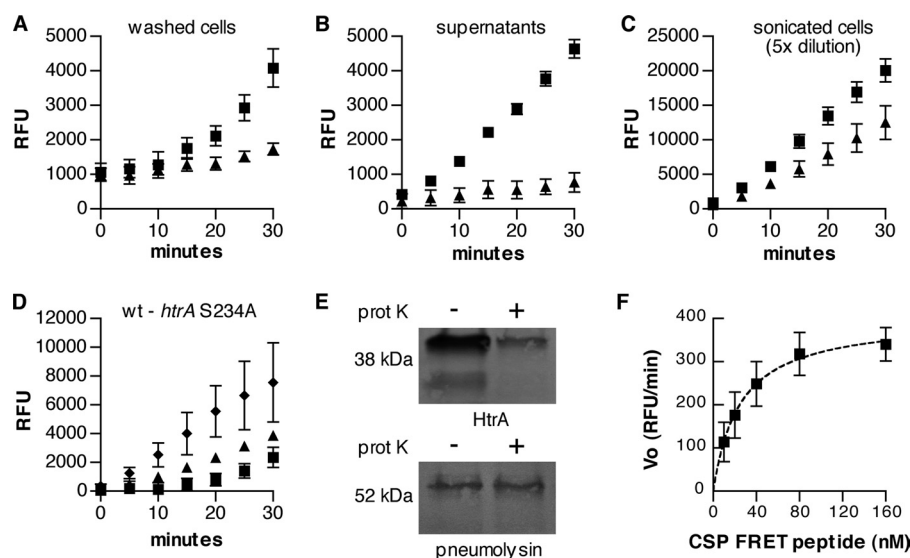 A
washed cells
5000
4000
3000
2000
1000
0
RFU
0 10 20 30
minutes
B
supernatants
5000
4000
3000
2000
1000
0
RFU
0 10 20 30
minutes
C
sonicated cells
(5x dilution)
25000
20000
15000
10000
5000
0
RFU
0 10 20 30
minutes
D
wt - htrA S234A
12000
10000
8000
6000
4000
2000
0
RFU
0 10 20 30
minutes
E
prot K - +
38 kDa
HtrA
prot K - +
52 kDa
pneumolysin
F
400
300
200
100
0
Vo (RFU/min)
0 40 80 120 160
CSP FRET peptide (nM)